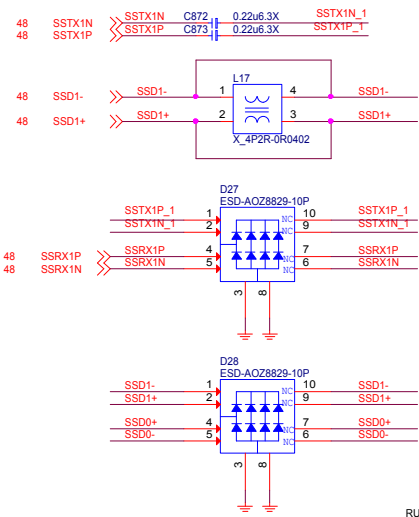 48 SSTX1N SSTX1N C872 0.22u6.3X SSTX1N_1
48 SSTX1P SSTX1P C873 0.22u6.3X SSTX1P_1
L17
48 SSD1- SSD1- 1 4 SSD1-
48 SSD1+ SSD1+ 2 3 SSD1+
X_4P2R-0R0402
D27
ESD-AOZ8829-10P
SSTX1P_1 1 NC 10 SSTX1P_1
SSTX1N_1 2 NC 9 SSTX1N_1
48 SSRX1P SSRX1P 4 NC 7 SSRX1P
48 SSRX1N SSRX1N 5 NC 6 SSRX1N
3 8
D28
ESD-AOZ8829-10P
SSD1- 1 NC 10 SSD1-
SSD1+ 2 NC 9 SSD1+
SSD0+ 4 NC 7 SSD0+
SSD0- 5 NC 6 SSD0-
3 8
RU